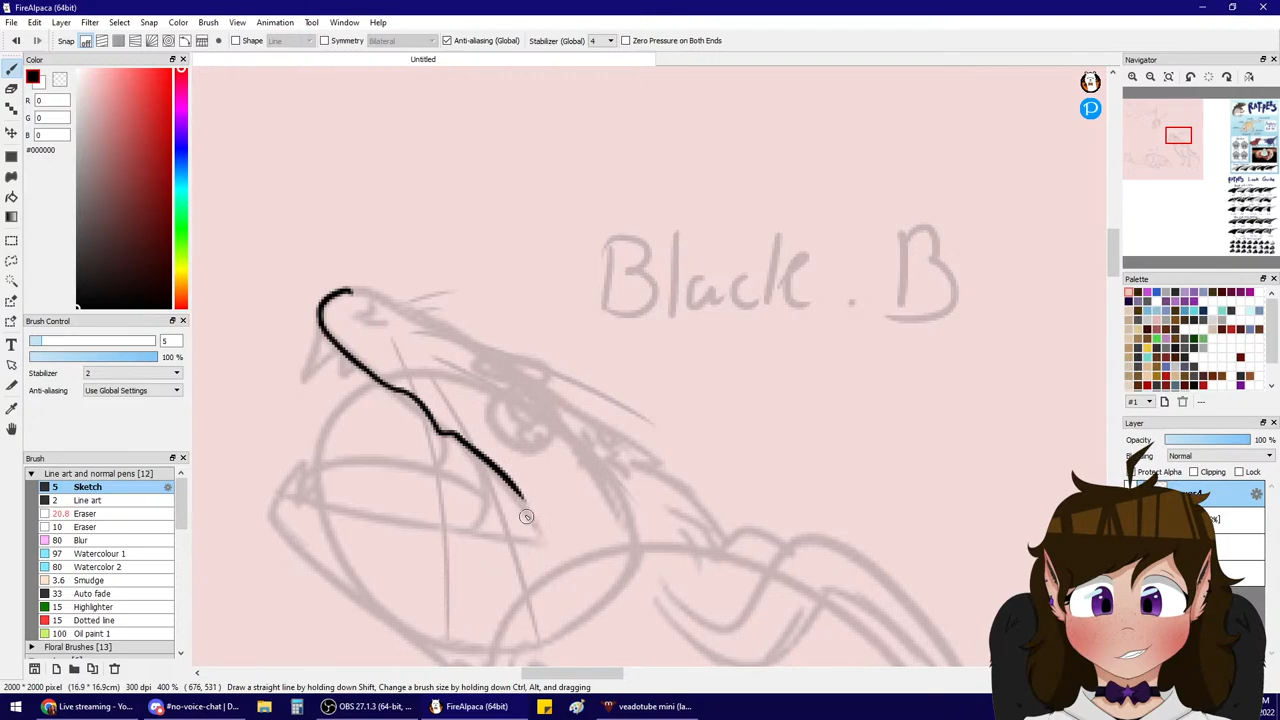 FireAlpaca (64bit)
File Edit Layer Filter Select Snap Color Brush View Animation Tool Window Help
Snap off Shape Line Symmetry Bilateral Anti-aliasing (Global) Stabilizer (Global) 4 Zero Pressure on Both Ends
Color
Untitled
Navigator
R 0
G 0
B 0
#000000
Black . B
Palette
Brush Control
5
100 %
Stabilizer 2
Anti-aliasing Use Global Settings
#1 ---
Layer
Opacity
Normal
Protect Alpha Clipping Lock
Brush
Line art and normal pens [12]
5 Sketch
2 Line art
20.8 Eraser
10 Eraser
80 Blur
97 Watercolour 1
80 Watercolor 2
3.6 Smudge
33 Auto fade
15 Highlighter
15 Dotted line
100 Oil paint 1
Floral Brushes [13]
2000 * 2000 pixel (16.9 * 16.9cm) 300 dpi 400 % ( 676, 531 ) Draw a straight line by holding down Shift, Change a brush size by holding down Ctrl, Alt, and dragging
Live streaming - Yo... #no-voice-chat | D... OBS 27.1.3 (64-bit, ... FireAlpaca (64bit) veadotube mini (la...